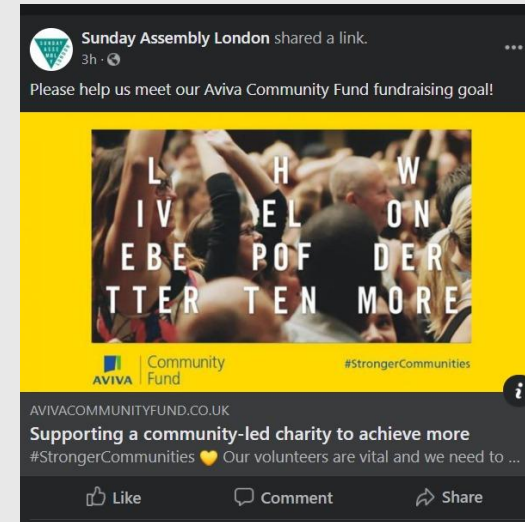 Sunday Assembly London shared a link.
3h ·
Please help us meet our Aviva Community Fund fundraising goal!
L H W
IV EL ON
EBE POF DER
TTER TEN MORE
AVIVA Community Fund
#StrongerCommunities
AVIVACOMMUNITYFUND.CO.UK
Supporting a community-led charity to achieve more
#StrongerCommunities 💛 Our volunteers are vital and we need to ...
Like Comment Share